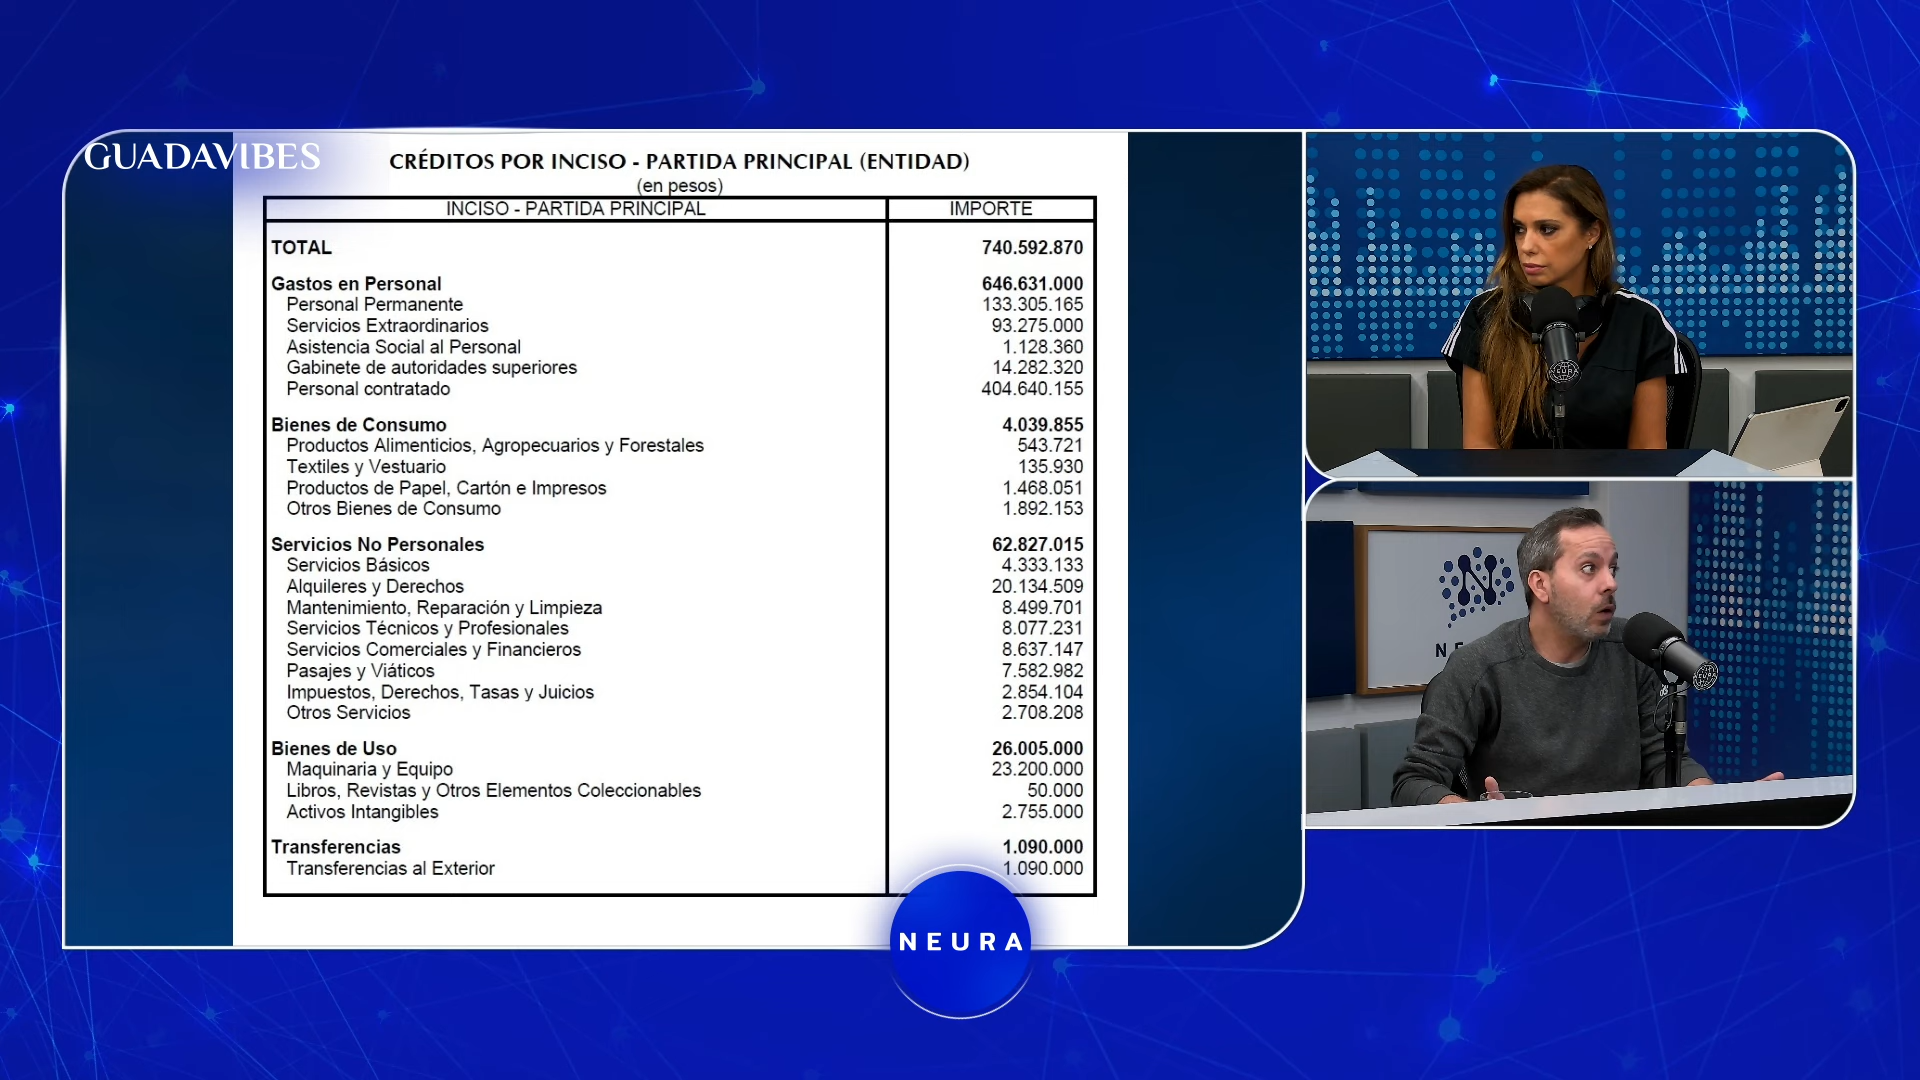 GUADAVIBES
CRÉDITOS POR INCISO - PARTIDA PRINCIPAL (ENTIDAD)
(en pesos)
INCISO - PARTIDA PRINCIPAL IMPORTE
TOTAL 740.592.870
Gastos en Personal 646.631.000
Personal Permanente 133.305.165
Servicios Extraordinarios 93.275.000
Asistencia Social al Personal 1.128.360
Gabinete de autoridades superiores 14.282.320
Personal contratado 404.640.155
Bienes de Consumo 4.039.855
Productos Alimenticios, Agropecuarios y Forestales 543.721
Textiles y Vestuario 135.930
Productos de Papel, Cartón e Impresos 1.468.051
Otros Bienes de Consumo 1.892.153
Servicios No Personales 62.827.015
Servicios Básicos 4.333.133
Alquileres y Derechos 20.134.509
Mantenimiento, Reparación y Limpieza 8.499.701
Servicios Técnicos y Profesionales 8.077.231
Servicios Comerciales y Financieros 8.637.147
Pasajes y Viáticos 7.582.982
Impuestos, Derechos, Tasas y Juicios 2.854.104
Otros Servicios 2.708.208
Bienes de Uso 26.005.000
Maquinaria y Equipo 23.200.000
Libros, Revistas y Otros Elementos Coleccionables 50.000
Activos Intangibles 2.755.000
Transferencias 1.090.000
Transferencias al Exterior 1.090.000
NEURA
NEURA
N
NEURA